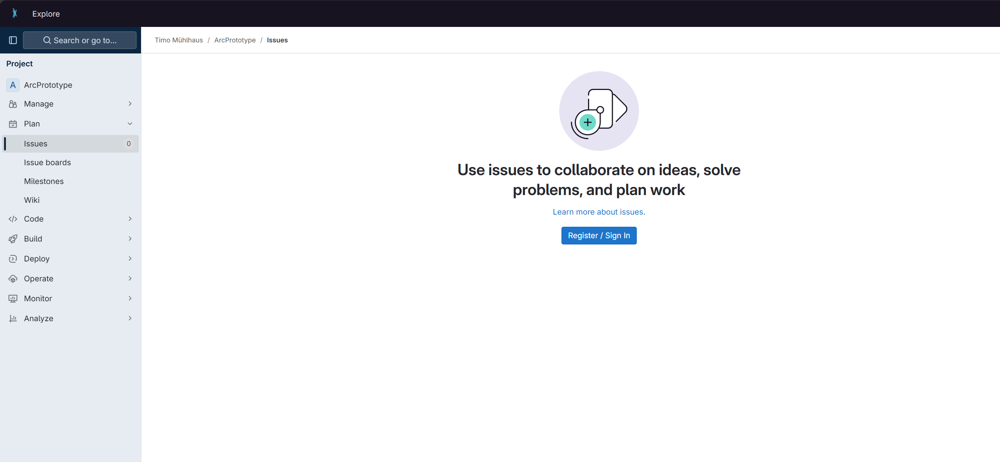 Explore
Search or go to...
Timo Mühlhaus / ArcPrototype / Issues
Project
A ArcPrototype
Manage
Plan
Issues 0
Issue boards
Milestones
Wiki
Code
Build
Deploy
Operate
Monitor
Analyze
Use issues to collaborate on ideas, solve
problems, and plan work
Learn more about issues.
Register / Sign In